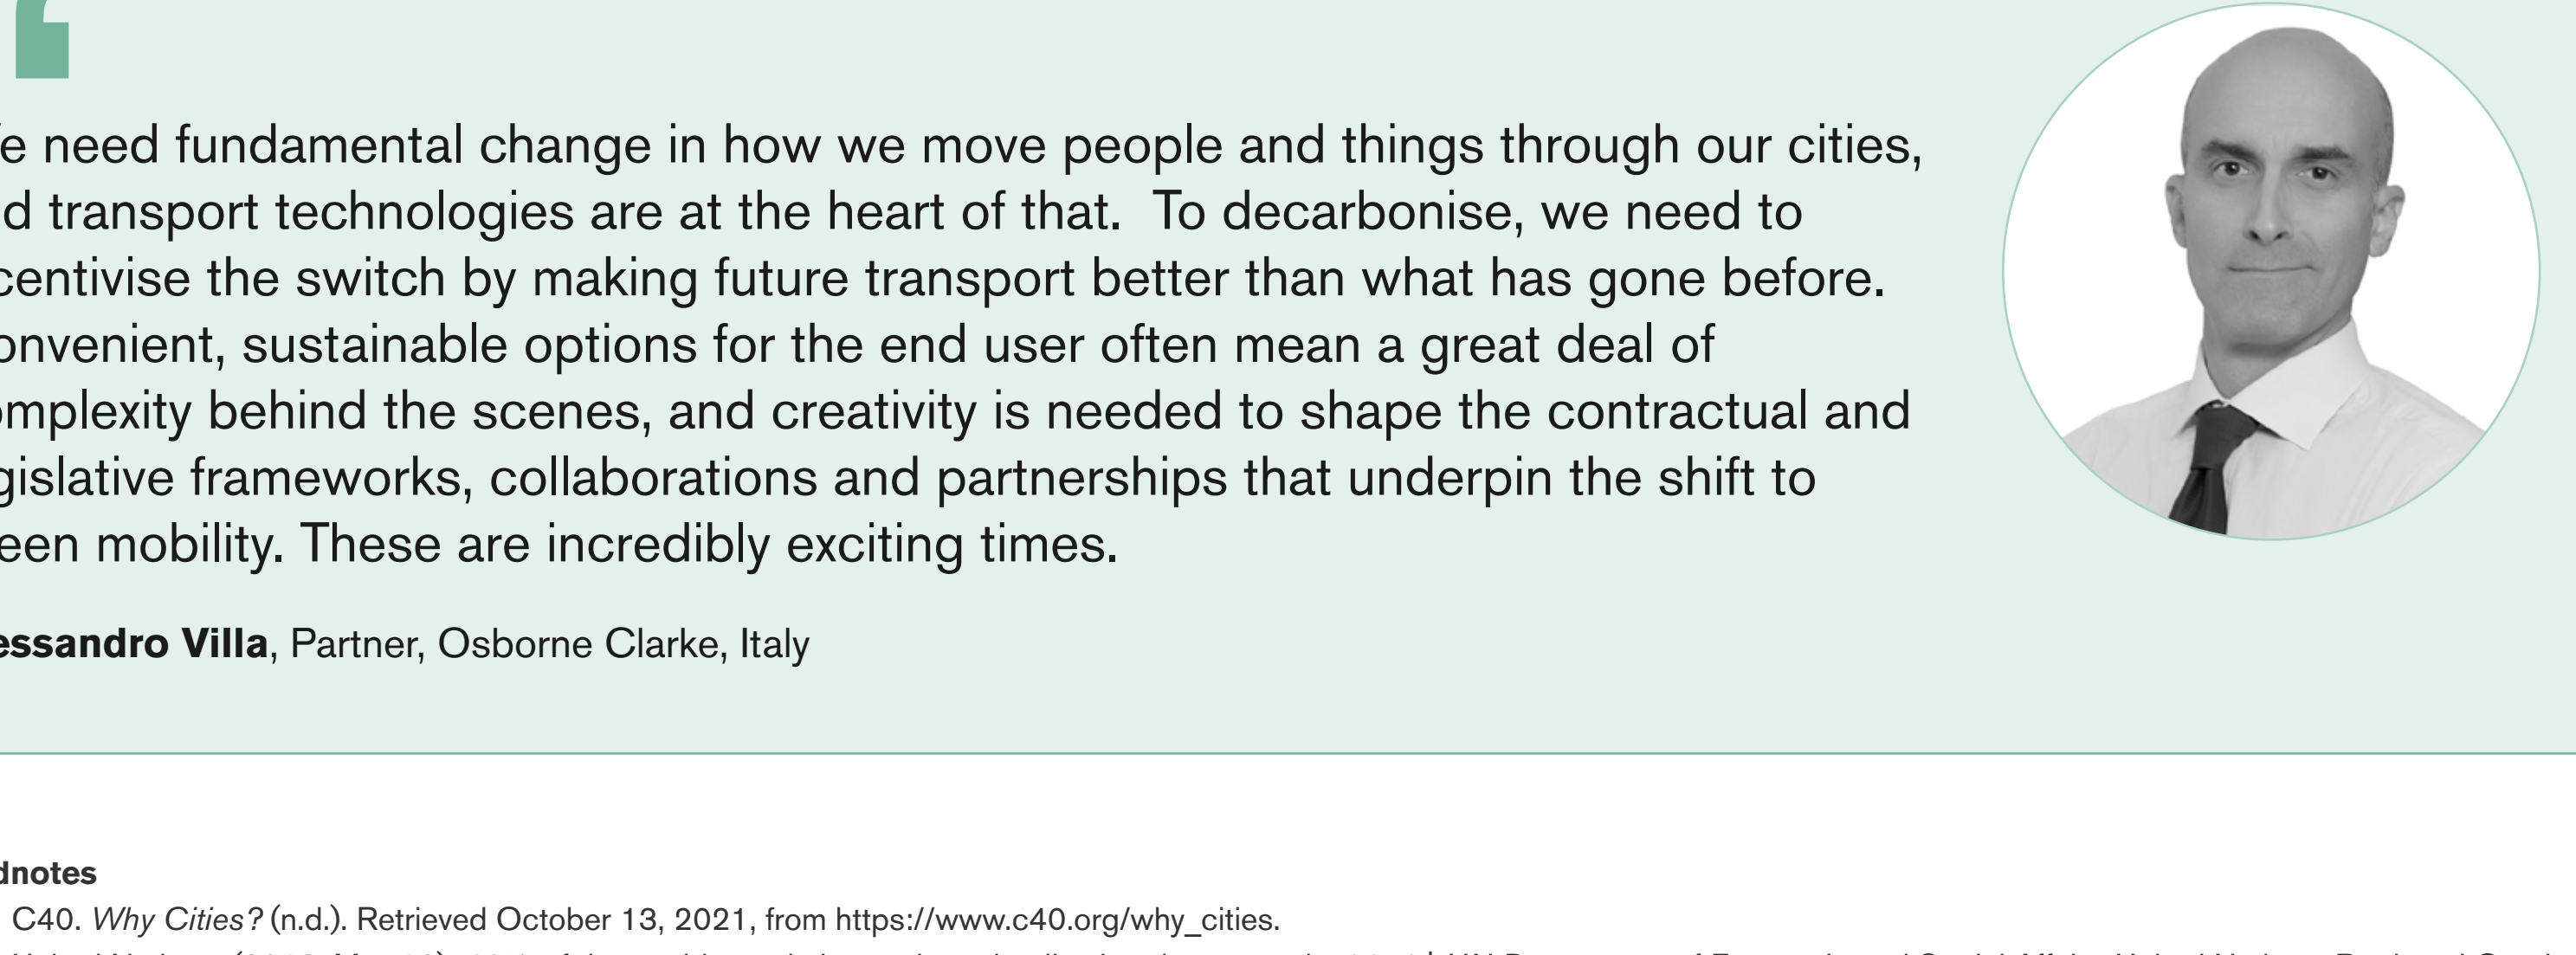 ‘
e need fundamental change in how we move people and things through our cities,
d transport technologies are at the heart of that.  To decarbonise, we need to
centivise the switch by making future transport better than what has gone before.
onvenient, sustainable options for the end user often mean a great deal of
omplexity behind the scenes, and creativity is needed to shape the contractual and
gislative frameworks, collaborations and partnerships that underpin the shift to
een mobility. These are incredibly exciting times.
essandro Villa, Partner, Osborne Clarke, Italy
dnotes
C40. Why Cities? (n.d.). Retrieved October 13, 2021, from https://www.c40.org/why_cities.